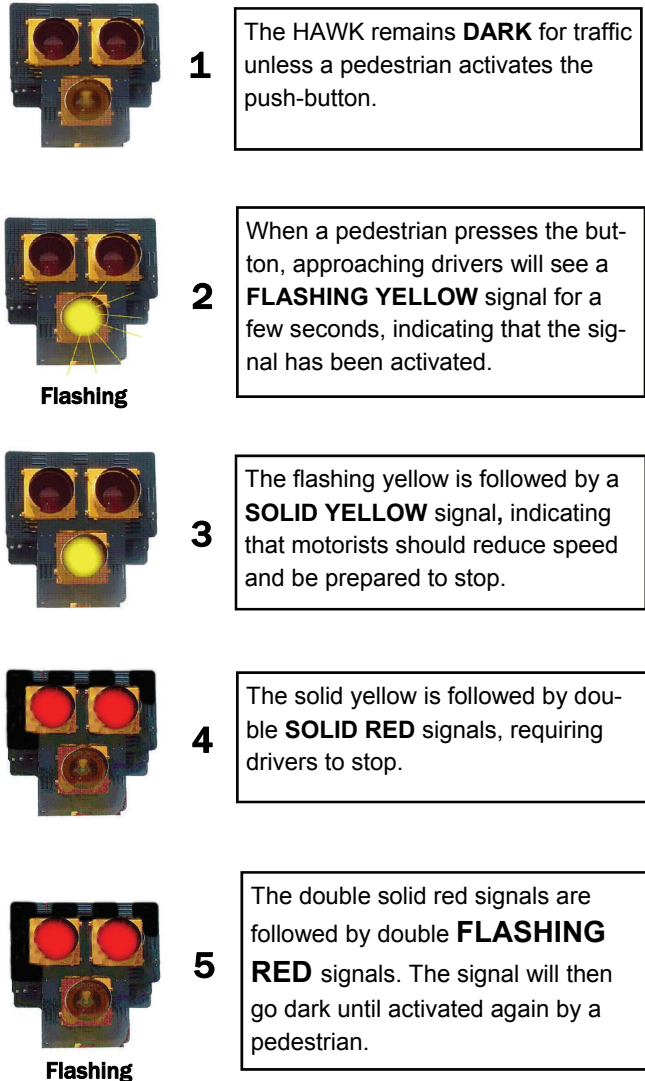 1
The HAWK remains DARK for traffic
unless a pedestrian activates the
push-button.
2
When a pedestrian presses the but-
ton, approaching drivers will see a
FLASHING YELLOW signal for a
few seconds, indicating that the sig-
nal has been activated.
Flashing
3
The flashing yellow is followed by a
SOLID YELLOW signal, indicating
that motorists should reduce speed
and be prepared to stop.
4
The solid yellow is followed by dou-
ble SOLID RED signals, requiring
drivers to stop.
5
The double solid red signals are
followed by double FLASHING
RED signals. The signal will then
go dark until activated again by a
pedestrian.
Flashing